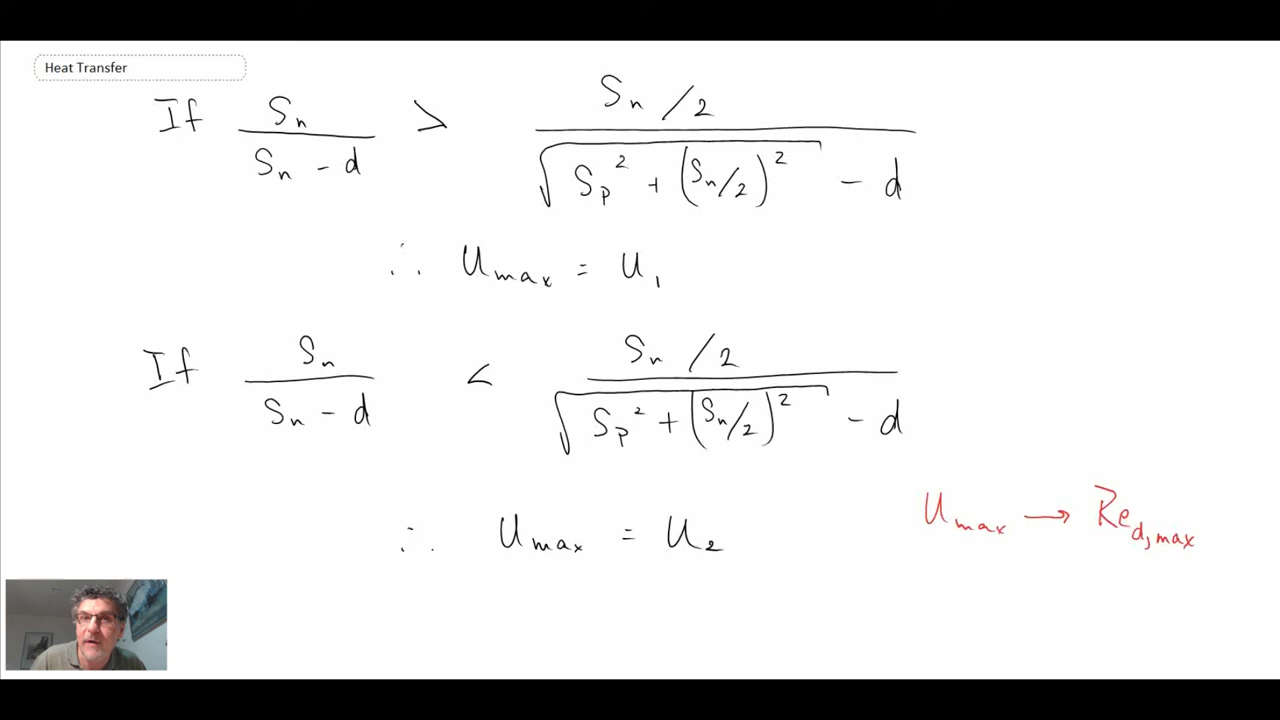 Heat Transfer
If Sₙ / (Sₙ - d) > (Sₙ/2) / (√(Sₚ² + (Sₙ/2)²) - d)
∴ Uₘₐₓ = U₁
If Sₙ / (Sₙ - d) < (Sₙ/2) / (√(Sₚ² + (Sₙ/2)²) - d)
∴ Uₘₐₓ = U₂
Uₘₐₓ → Re_d,max